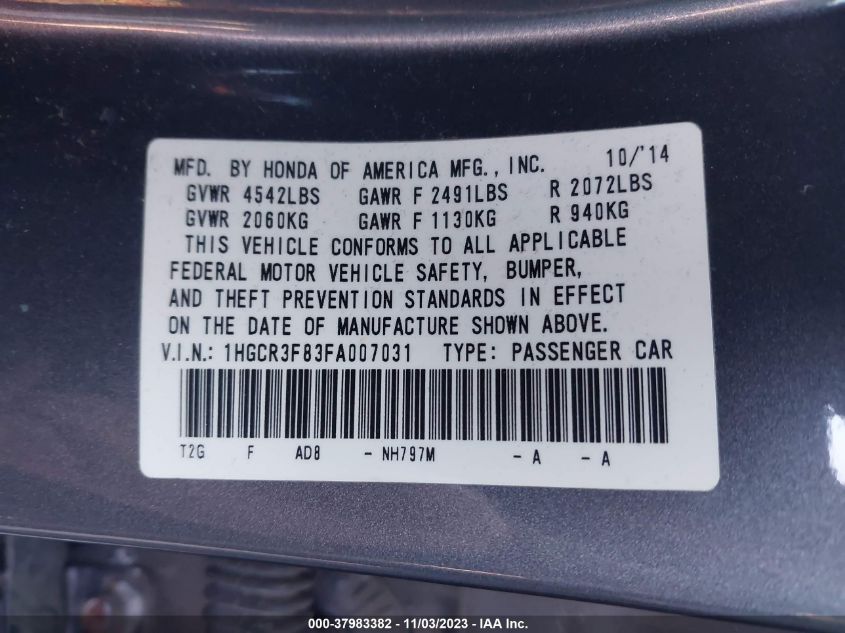 MFD. BY HONDA OF AMERICA MFG., INC. 10/'14
GVWR 4542LBS GAWR F 2491LBS R 2072LBS
GVWR 2060KG GAWR F 1130KG R 940KG
THIS VEHICLE CONFORMS TO ALL APPLICABLE
FEDERAL MOTOR VEHICLE SAFETY, BUMPER,
AND THEFT PREVENTION STANDARDS IN EFFECT
ON THE DATE OF MANUFACTURE SHOWN ABOVE.
V.I.N.: 1HGCR3F83FA007031 TYPE: PASSENGER CAR
T2G F AD8 - NH797M - A - A
000-37983382 - 11/03/2023 - IAA Inc.